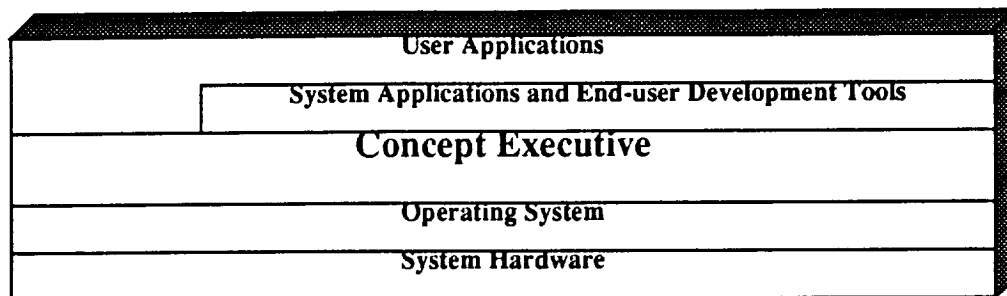 User Applications
System Applications and End-user Development Tools
Concept Executive
Operating System
System Hardware